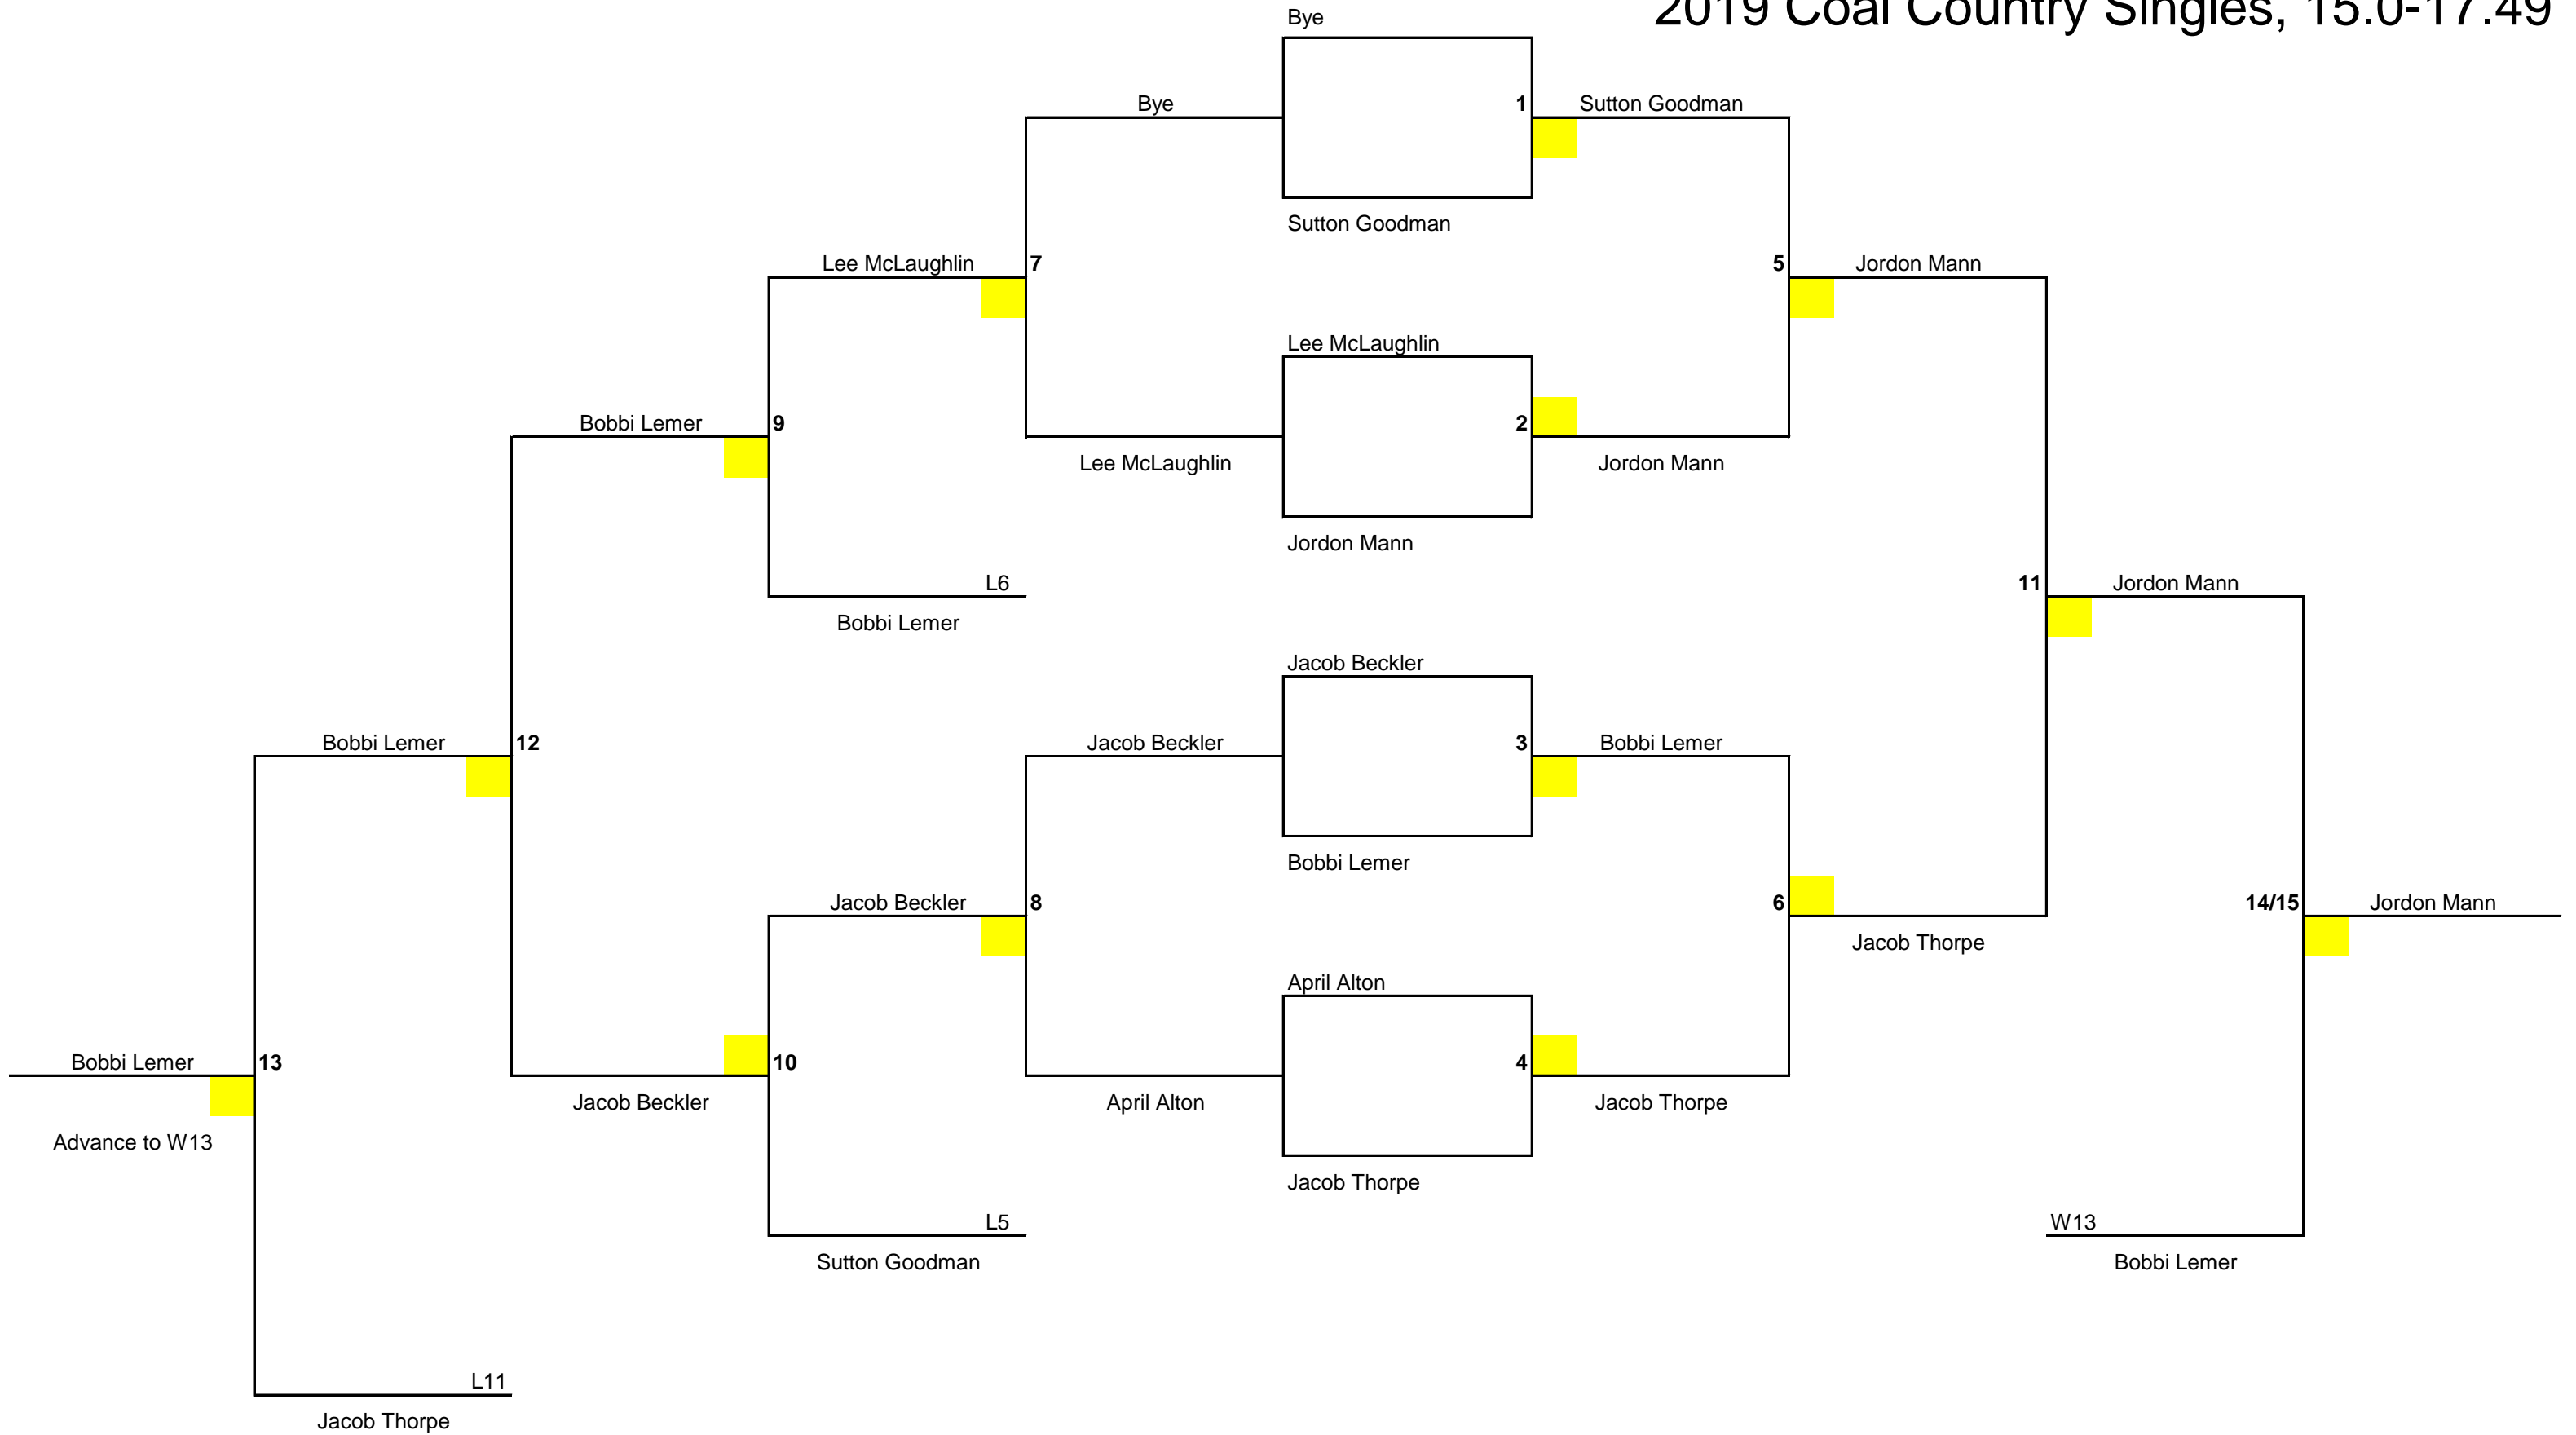 2019 Coal Country Singles, 15.0-17.49
Bye
Bye
1
Sutton Goodman
Sutton Goodman
Lee McLaughlin
7
5
Jordon Mann
Lee McLaughlin
Bobbi Lemer
9
2
Lee McLaughlin
Jordon Mann
Jordon Mann
L6
11
Jordon Mann
Bobbi Lemer
Jacob Beckler
Bobbi Lemer
12
Jacob Beckler
3
Bobbi Lemer
Bobbi Lemer
Jacob Beckler
8
6
14/15
Jordon Mann
Jacob Thorpe
April Alton
Bobbi Lemer
13
10
4
Jacob Beckler
April Alton
Jacob Thorpe
Advance to W13
Jacob Thorpe
L5
W13
Sutton Goodman
Bobbi Lemer
L11
Jacob Thorpe